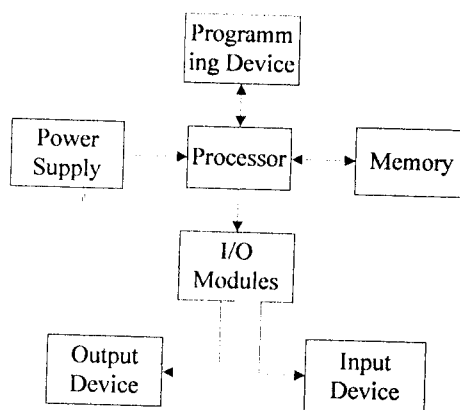 Programm
ing Device
Power
Supply
Processor
Memory
I/O
Modules
Output
Device
Input
Device